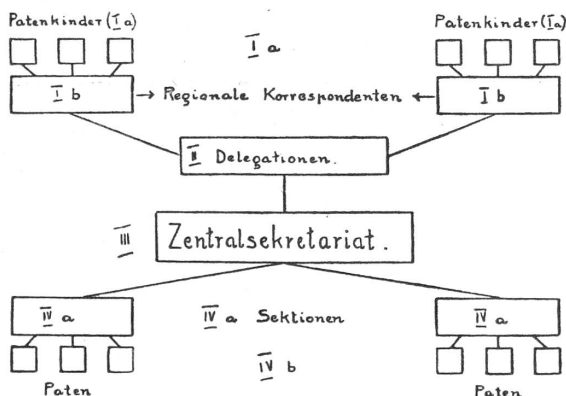 Patenkinder (I a)
Patenkinder (I a)
I a
I b
→ Regionale Korrespondenten ←
I b
II Delegationen.
III
Zentralsekretariat.
IV a
IV a Sektionen
IV a
IV b
Paten
Paten